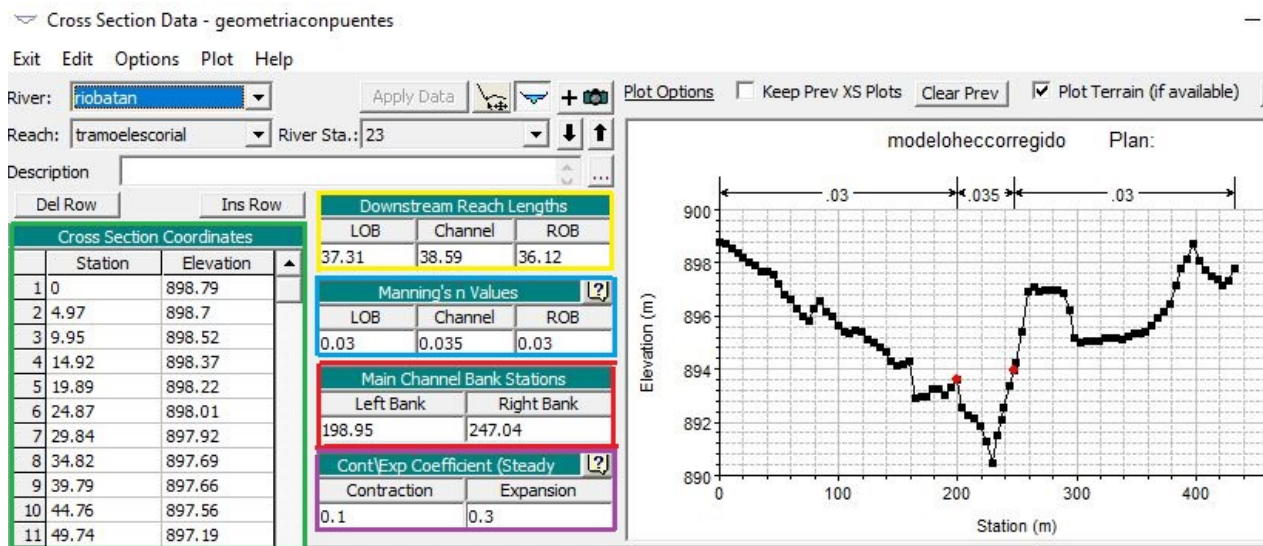 Cross Section Data - geometriaconpuentes
Exit Edit Options Plot Help
River: riobatan Apply Data + Plot Options Keep Prev XS Plots Clear Prev Plot Terrain (if available)
Reach: tramoelescorial River Sta.: 23
Description ...
Del Row Ins Row
Cross Section Coordinates
Station Elevation
1 0 898.79
2 4.97 898.7
3 9.95 898.52
4 14.92 898.37
5 19.89 898.22
6 24.87 898.01
7 29.84 897.92
8 34.82 897.69
9 39.79 897.66
10 44.76 897.56
11 49.74 897.19
Downstream Reach Lengths
LOB Channel ROB
37.31 38.59 36.12
Manning's n Values ?
LOB Channel ROB
0.03 0.035 0.03
Main Channel Bank Stations
Left Bank Right Bank
198.95 247.04
Cont\Exp Coefficient (Steady ?
Contraction Expansion
0.1 0.3
modeloheccorregido Plan:
.03 .035 .03
900
898
896
894
892
890
Elevation (m)
0 100 200 300 400
Station (m)